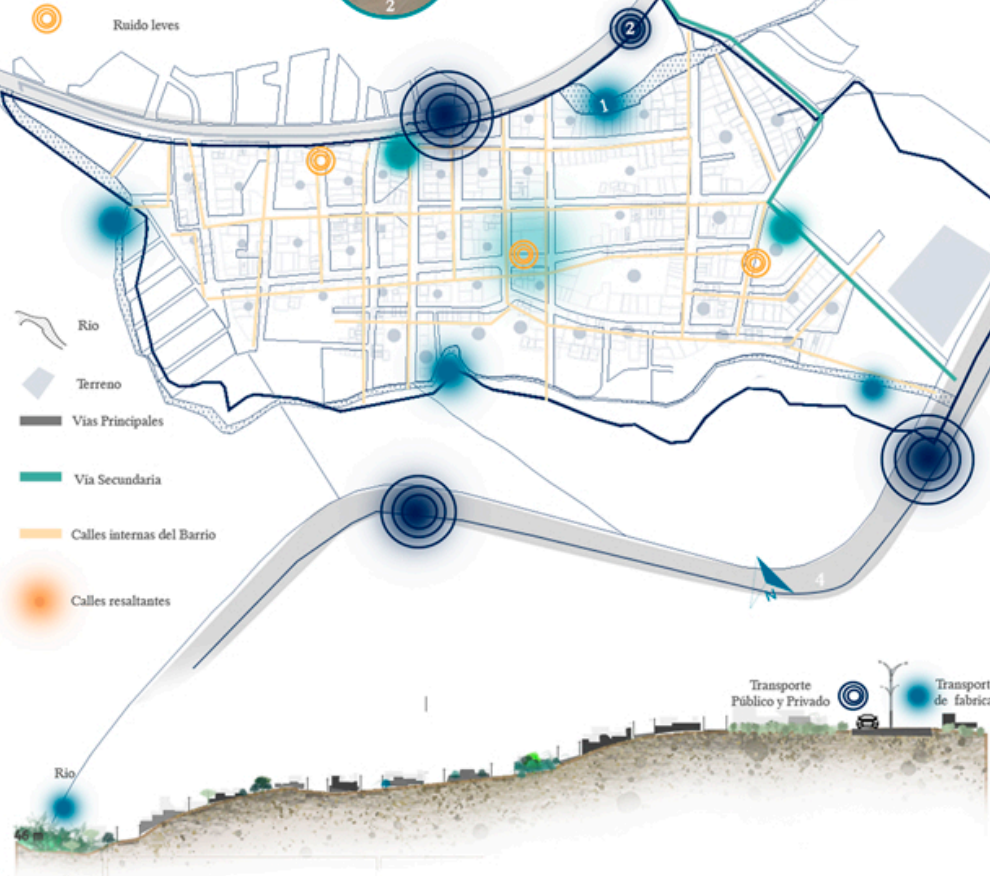 2
Ruido leves
2
1
Rio
Terreno
Vias Principales
Vía Secundaria
Calles internas del Barrio
Calles resaltantes
N
4
Transporte
Público y Privado
Transport
de fabrica
Rio